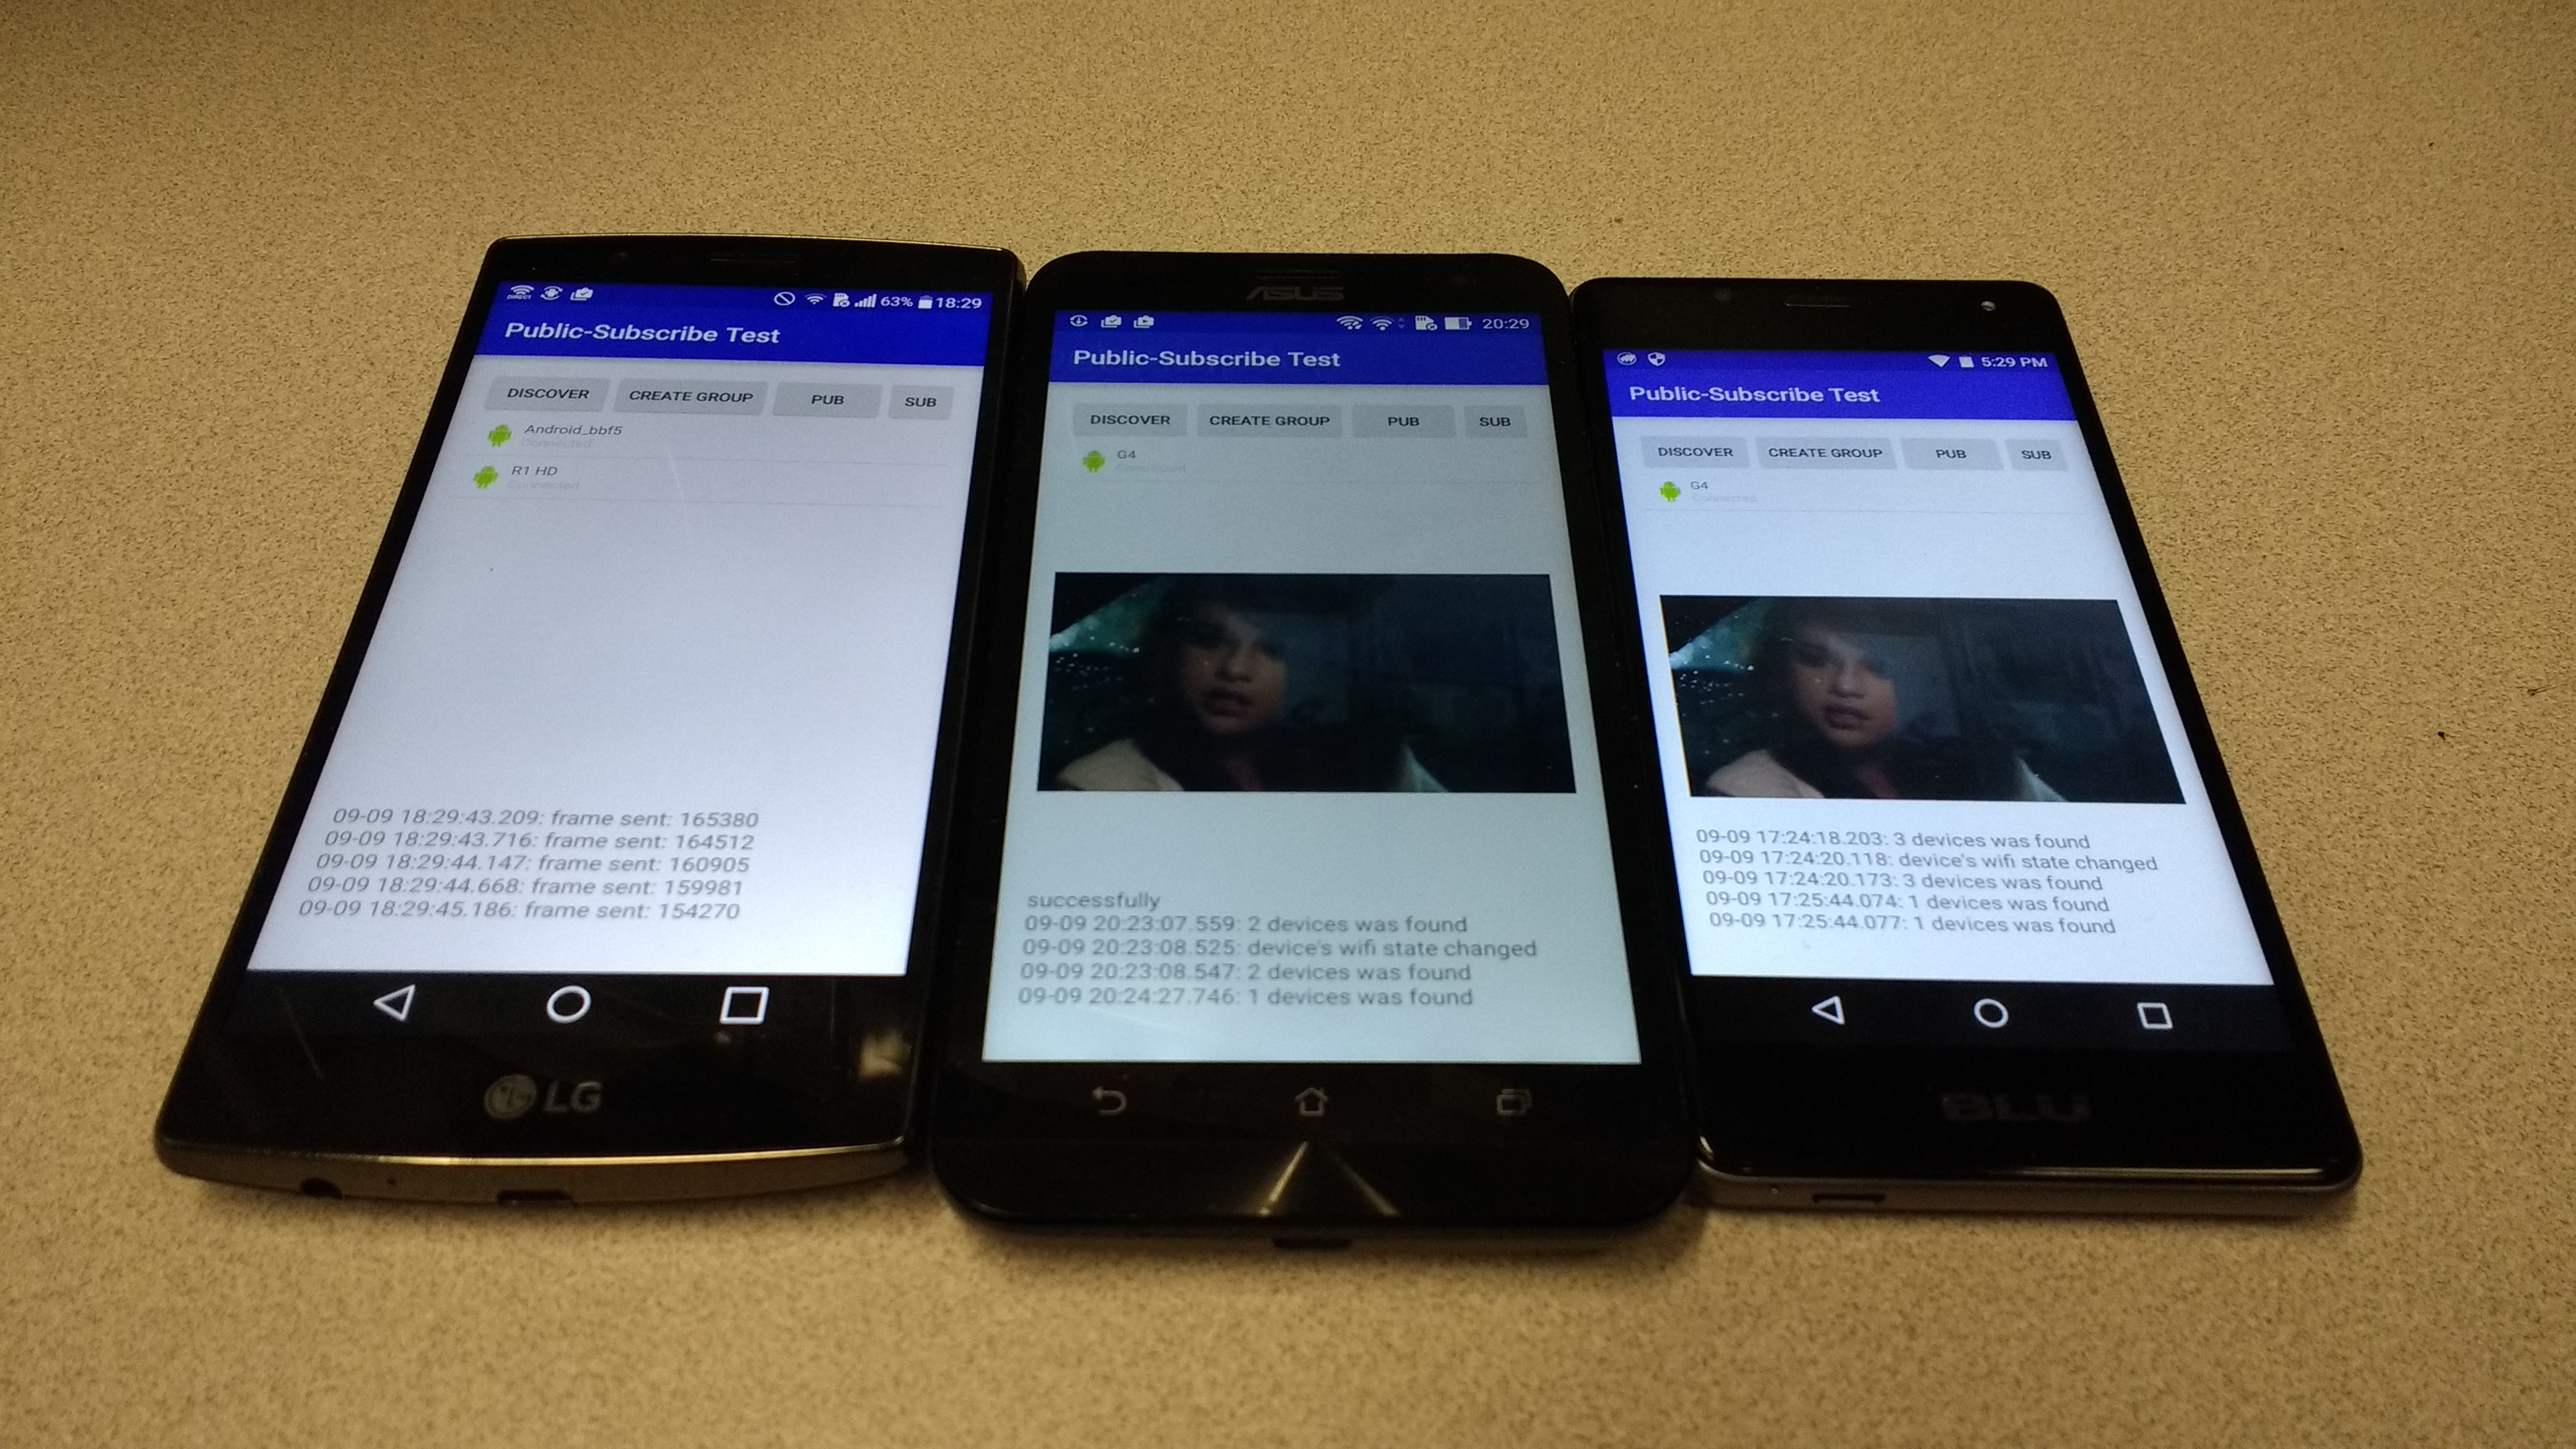 DIRECT
63% 18:29
Public-Subscribe Test
DISCOVER CREATE GROUP PUB SUB
Android_bbf5
Connected
R1 HD
Connected
09-09 18:29:43.209: frame sent: 165380
09-09 18:29:43.716: frame sent: 164512
09-09 18:29:44.147: frame sent: 160905
09-09 18:29:44.668: frame sent: 159981
09-09 18:29:45.186: frame sent: 154270
LG
ASUS
20:29
Public-Subscribe Test
DISCOVER CREATE GROUP PUB SUB
G4
Connected
successfully
09-09 20:23:07.559: 2 devices was found
09-09 20:23:08.525: device's wifi state changed
09-09 20:23:08.547: 2 devices was found
09-09 20:24:27.746: 1 devices was found
5:29 PM
Public-Subscribe Test
DISCOVER CREATE GROUP PUB SUB
G4
Connected
09-09 17:24:18.203: 3 devices was found
09-09 17:24:20.118: device's wifi state changed
09-09 17:24:20.173: 3 devices was found
09-09 17:25:44.074: 1 devices was found
09-09 17:25:44.077: 1 devices was found
BLU